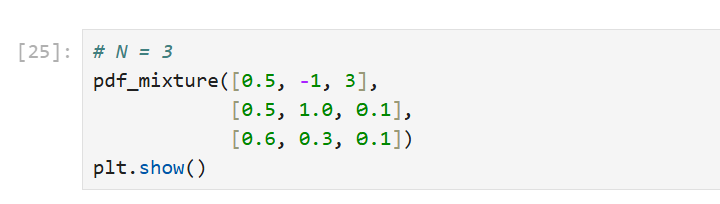 [25]: # N = 3
pdf_mixture([0.5, -1, 3],
            [0.5, 1.0, 0.1],
            [0.6, 0.3, 0.1])
plt.show()